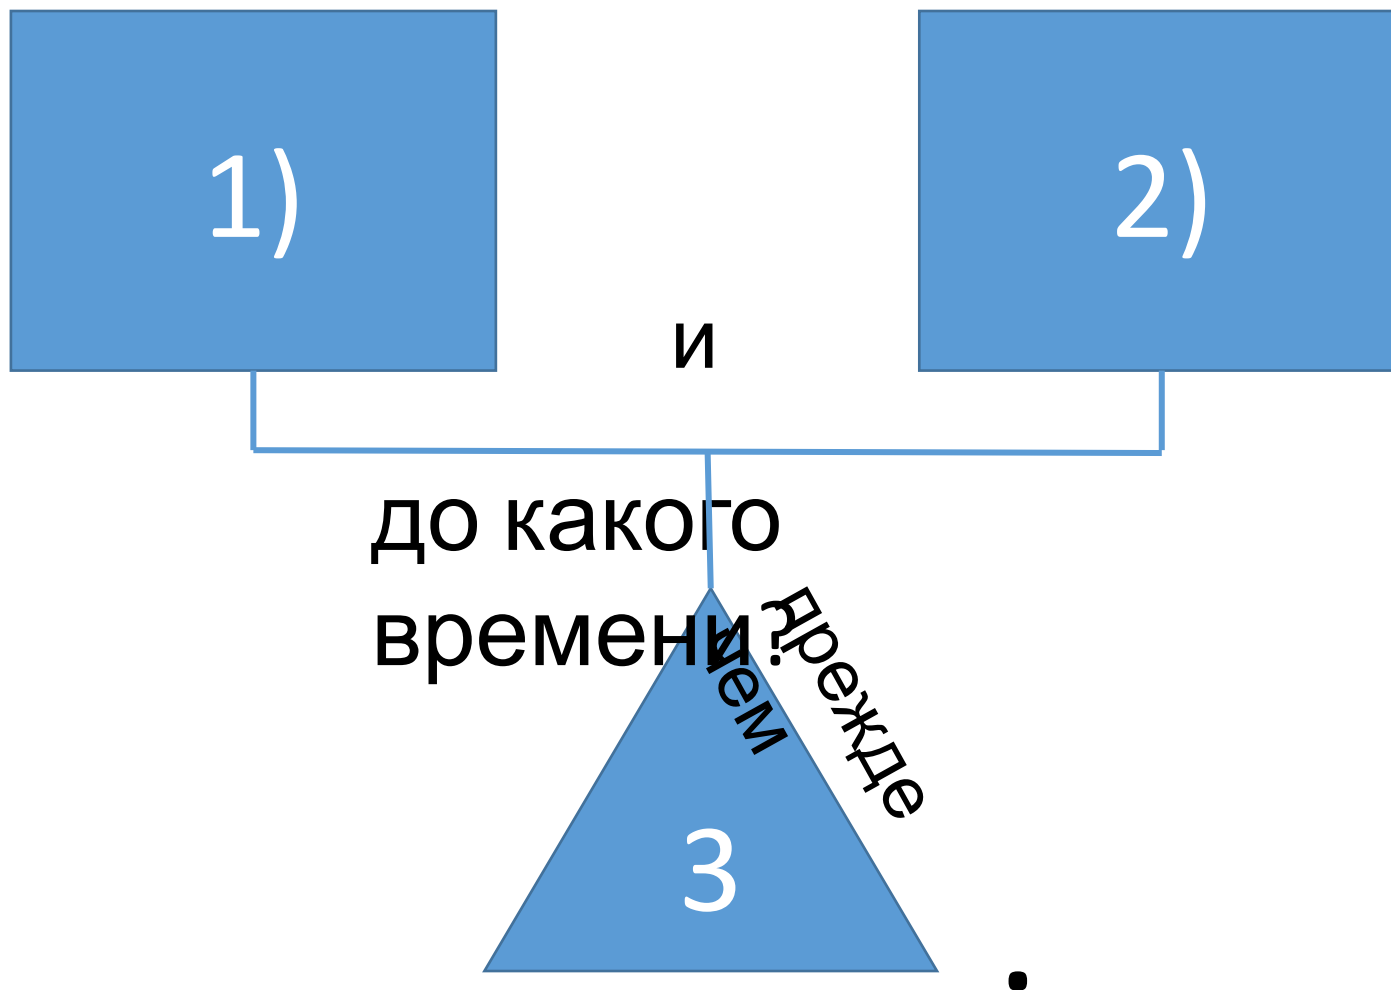 1)
2)
и
до какого
времени?
прежде
чем
3
.